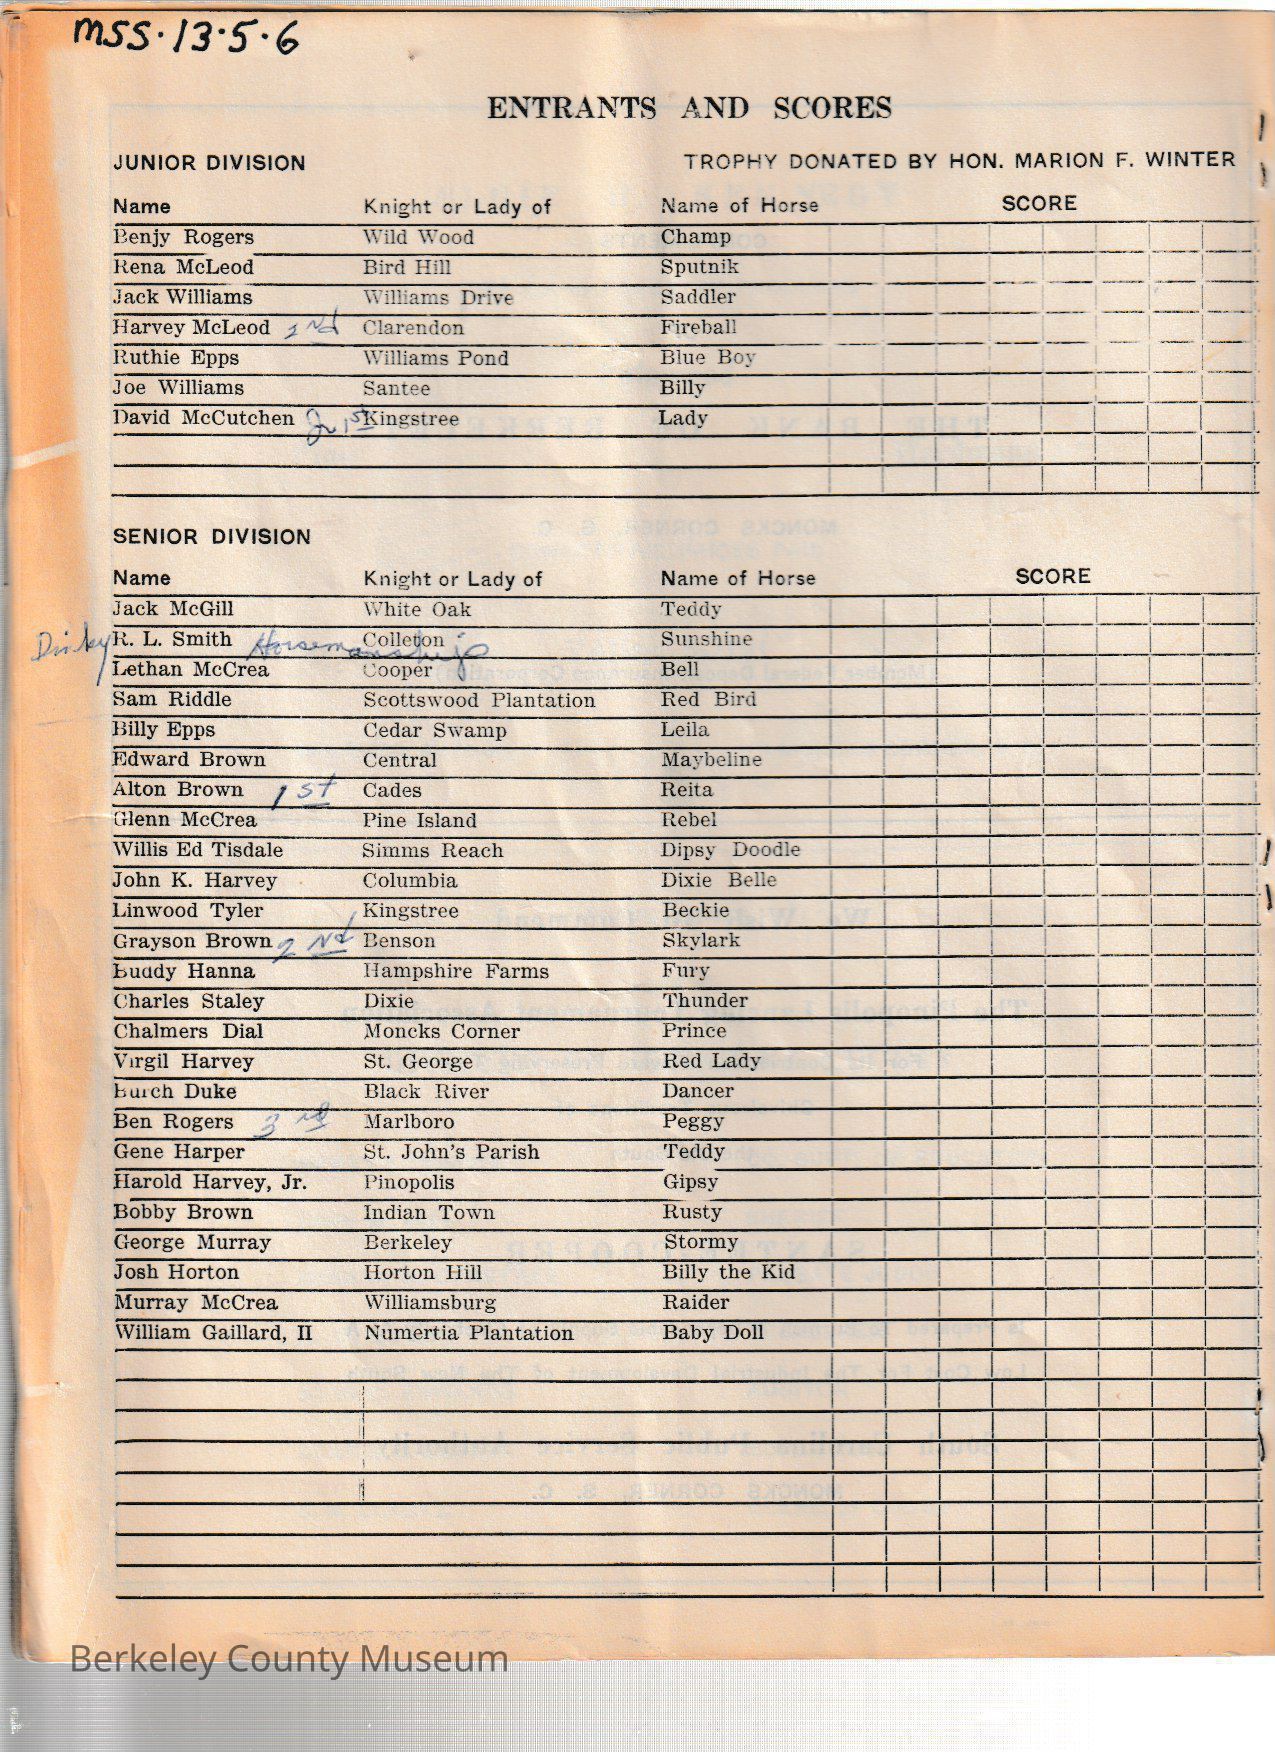 MSS.13.5.6
ENTRANTS AND SCORES
JUNIOR DIVISION TROPHY DONATED BY HON. MARION F. WINTER
Name Knight or Lady of Name of Horse SCORE
Benjy Rogers Wild Wood Champ
Rena McLeod Bird Hill Sputnik
Jack Williams Williams Drive Saddler
Harvey McLeod 2nd Clarendon Fireball
Ruthie Epps Williams Pond Blue Boy
Joe Williams Santee Billy
David McCutchen Jr 1st Kingstree Lady
SENIOR DIVISION
Name Knight or Lady of Name of Horse SCORE
Jack McGill White Oak Teddy
R. L. Smith Horsemanship Colleton Sunshine
Lethan McCrea Cooper Bell
Sam Riddle Scottswood Plantation Red Bird
Billy Epps Cedar Swamp Leila
Edward Brown Central Maybeline
Alton Brown 1st Cades Reita
Glenn McCrea Pine Island Rebel
Willis Ed Tisdale Simms Reach Dipsy Doodle
John K. Harvey Columbia Dixie Belle
Linwood Tyler Kingstree Beckie
Grayson Brown 2nd Benson Skylark
Buddy Hanna Hampshire Farms Fury
Charles Staley Dixie Thunder
Chalmers Dial Moncks Corner Prince
Virgil Harvey St. George Red Lady
Burch Duke Black River Dancer
Ben Rogers 3rd Marlboro Peggy
Gene Harper St. John's Parish Teddy
Harold Harvey, Jr. Pinopolis Gipsy
Bobby Brown Indian Town Rusty
George Murray Berkeley Stormy
Josh Horton Horton Hill Billy the Kid
Murray McCrea Williamsburg Raider
William Gaillard, II Numertia Plantation Baby Doll
Berkeley County Museum